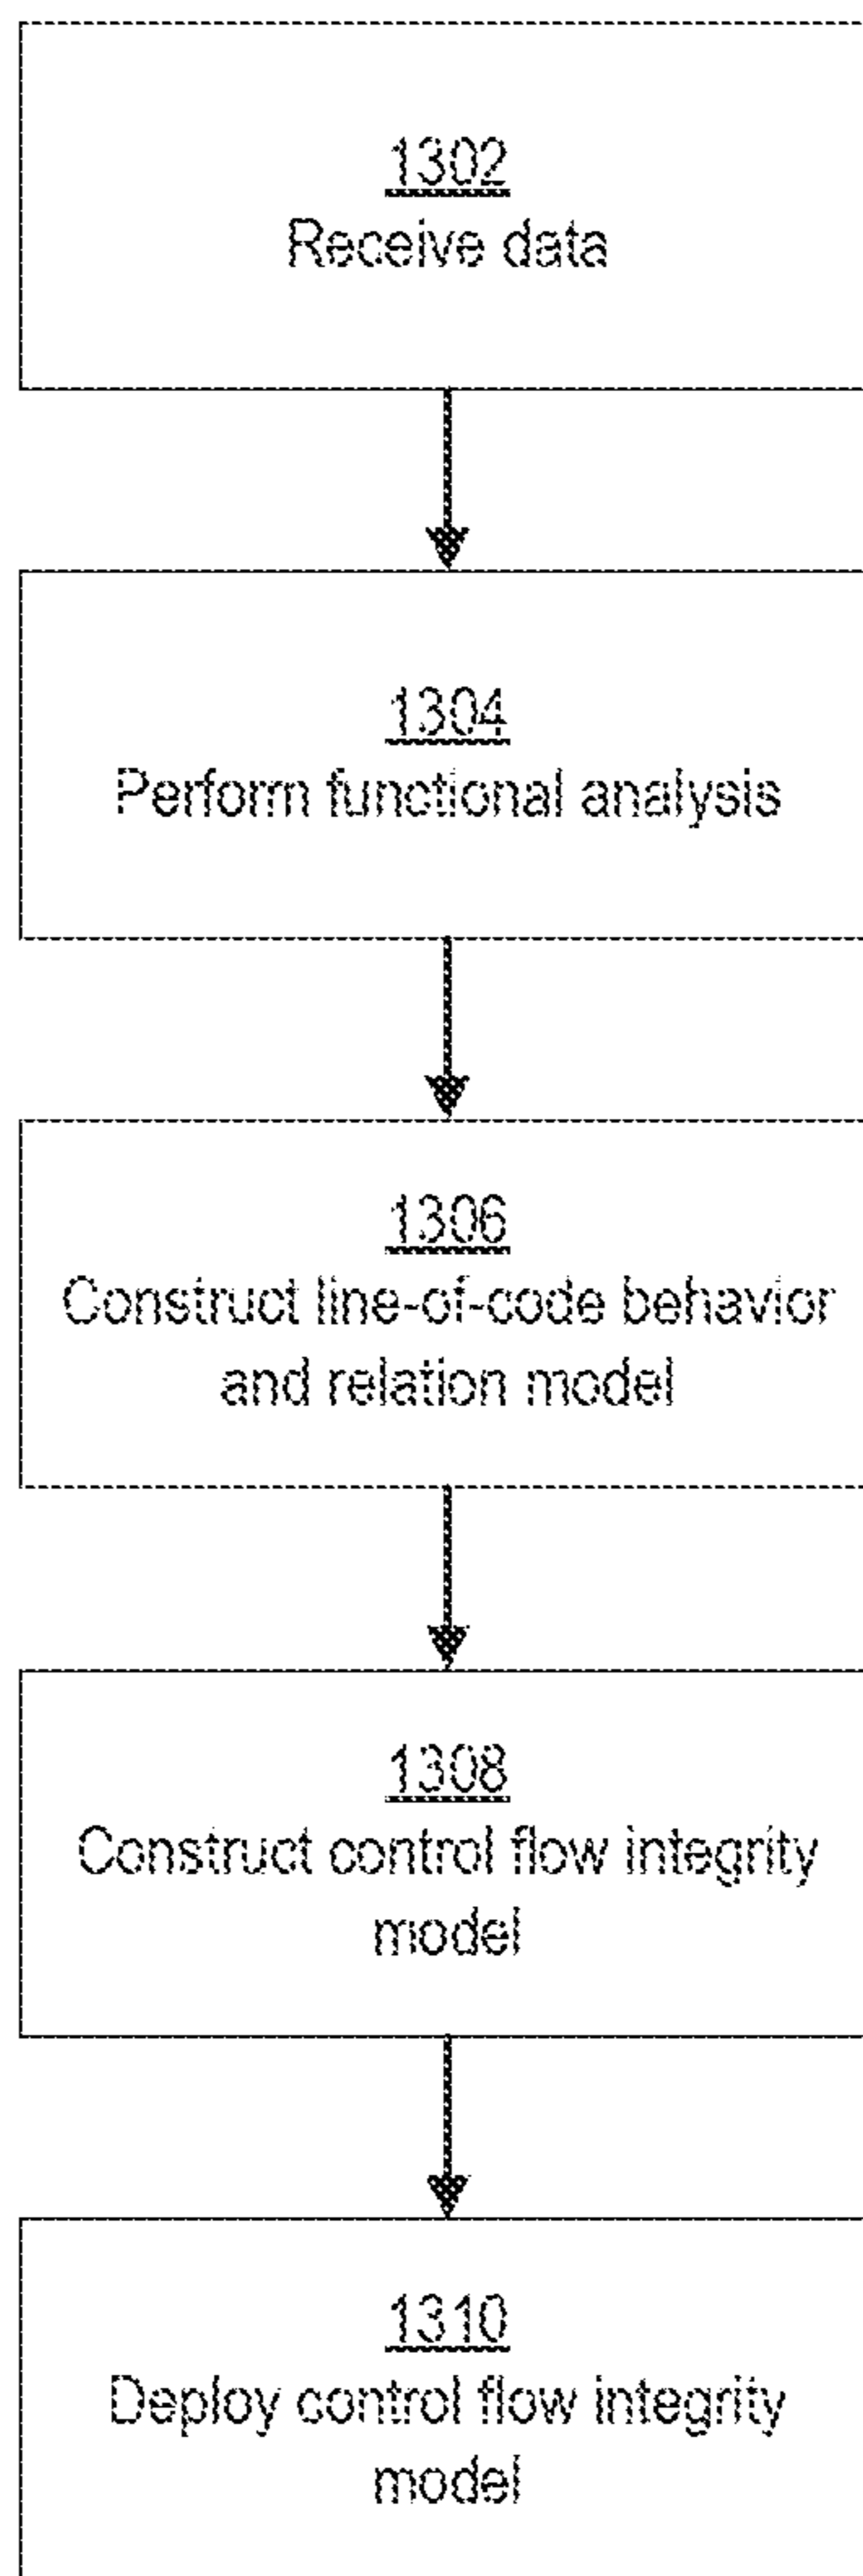 1302
Receive data
1304
Perform functional analysis
1306
Construct line-of-code behavior
and relation model
1308
Construct control flow integrity
model
1310
Deploy control flow integrity
model